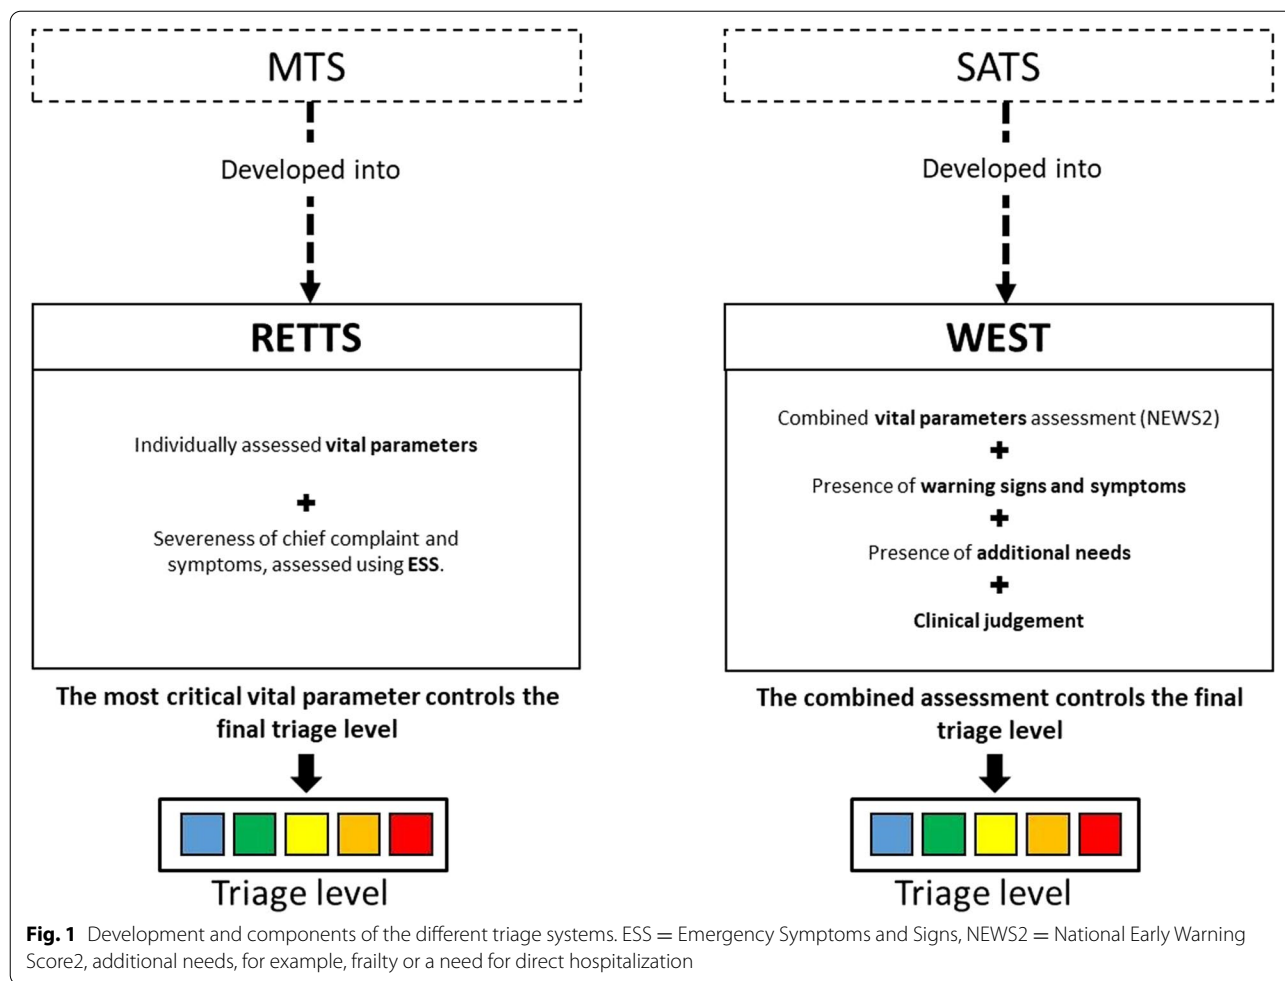 MTS
Developed into
RETTS
Individually assessed vital parameters
+
Severeness of chief complaint and
symptoms, assessed using ESS.
The most critical vital parameter controls the
final triage level
Triage level
SATS
Developed into
WEST
Combined vital parameters assessment (NEWS2)
+
Presence of warning signs and symptoms
+
Presence of additional needs
+
Clinical judgement
The combined assessment controls the final
triage level
Triage level
Fig. 1 Development and components of the different triage systems. ESS = Emergency Symptoms and Signs, NEWS2 = National Early Warning
Score2, additional needs, for example, frailty or a need for direct hospitalization